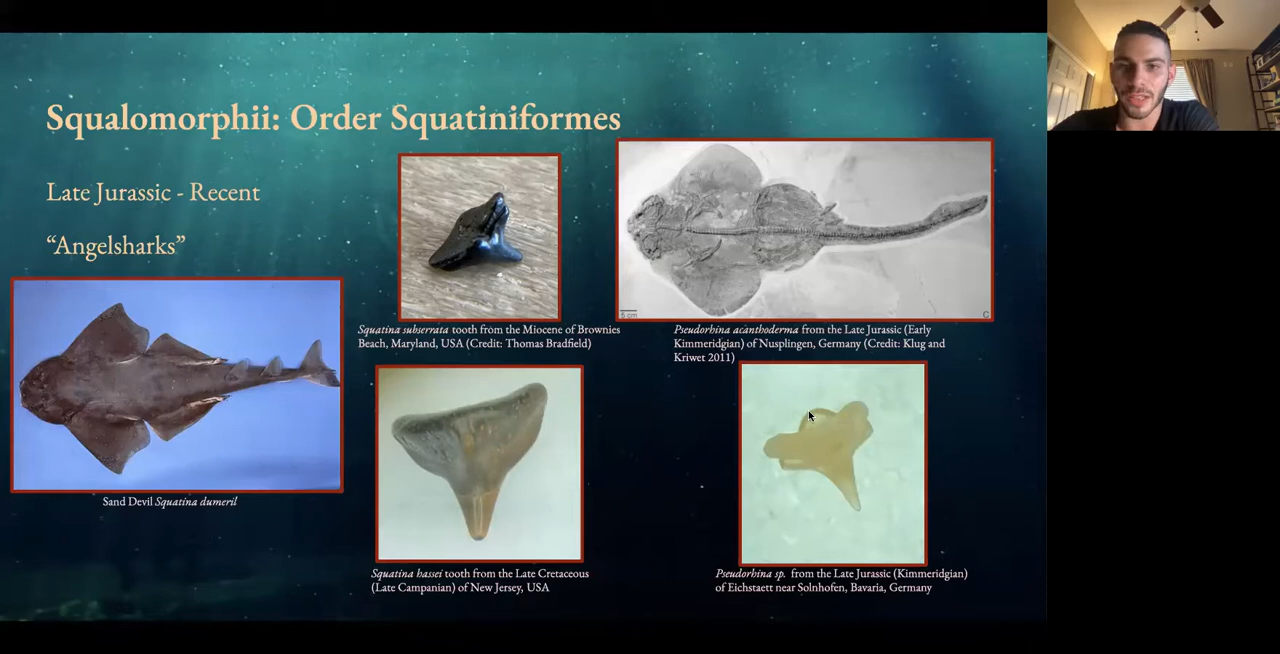 Squalomorphii: Order Squatiniformes
Late Jurassic - Recent
“Angelsharks”
Squatina subserrata tooth from the Miocene of Brownies
Beach, Maryland, USA (Credit: Thomas Bradfield)
5 cm
C
Pseudorhina acanthoderma from the Late Jurassic (Early
Kimmeridgian) of Nusplingen, Germany (Credit: Klug and
Kriwet 2011)
Sand Devil Squatina dumeril
Squatina hassei tooth from the Late Cretaceous
(Late Campanian) of New Jersey, USA
Pseudorhina sp. from the Late Jurassic (Kimmeridgian)
of Eichstaett near Solnhofen, Bavaria, Germany